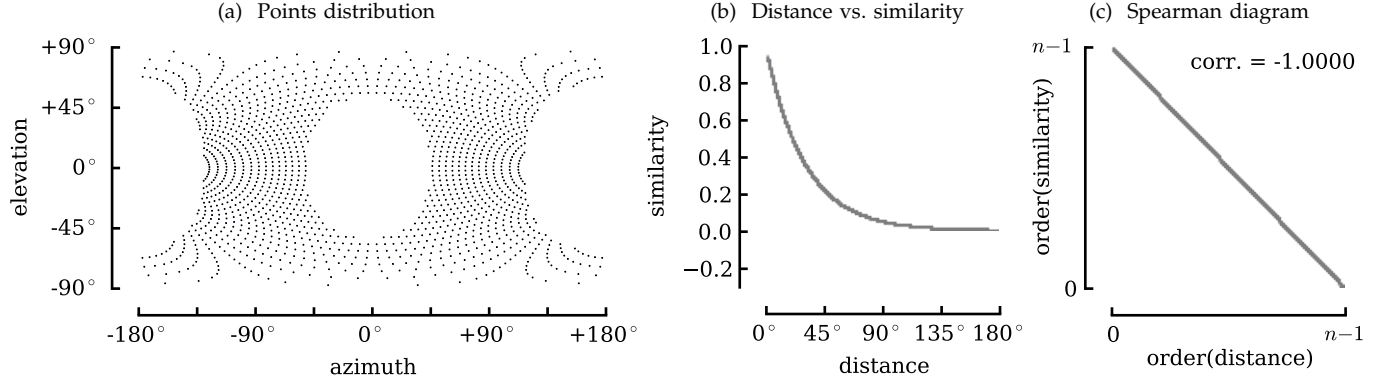 (a) Points distribution
+90°
+45°
0°
-45°
-90°
elevation
-180°
-90°
0°
+90°
+180°
azimuth
(b) Distance vs. similarity
1.0
0.8
0.6
0.4
0.2
0.0
−0.2
similarity
0°
45°
90°
135°
180°
distance
(c) Spearman diagram
n−1
0
order(similarity)
corr. = -1.0000
0
n−1
order(distance)